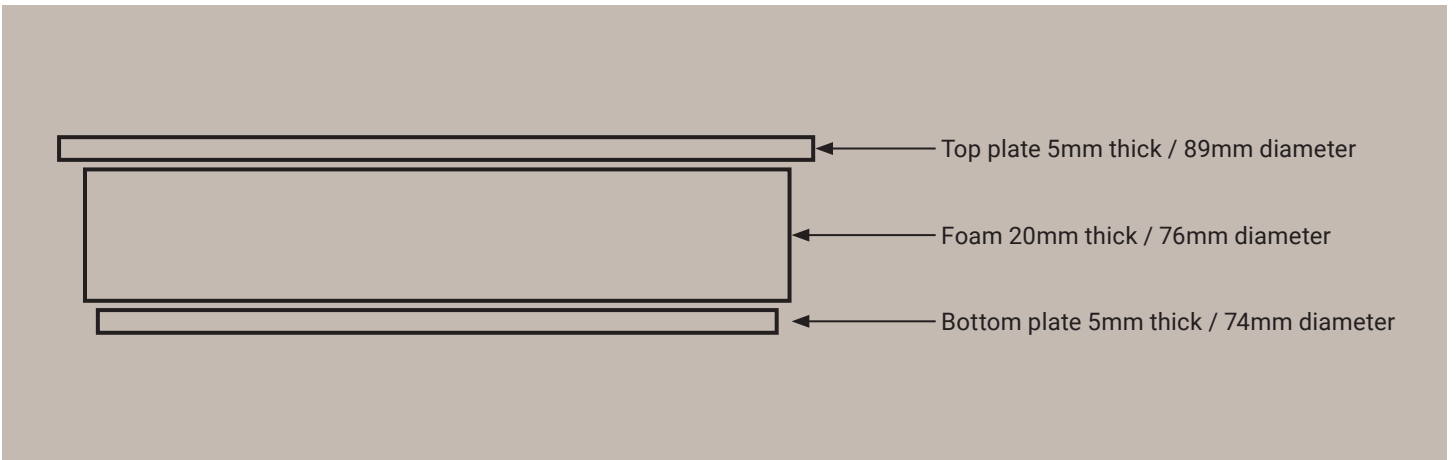 Top plate 5mm thick / 89mm diameter
Foam 20mm thick / 76mm diameter
Bottom plate 5mm thick / 74mm diameter